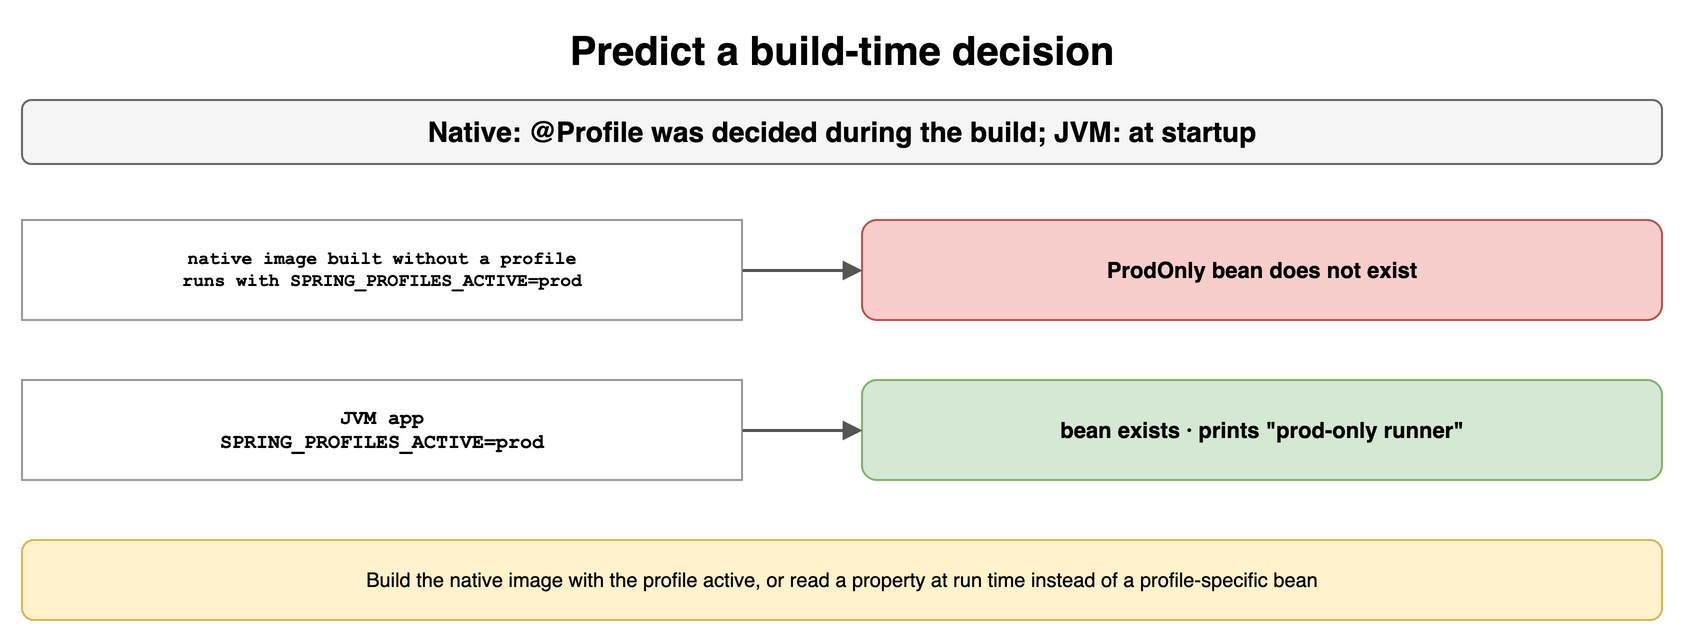 Predict a build-time decision
Native: @Profile was decided during the build; JVM: at startup
native image built without a profile
runs with SPRING_PROFILES_ACTIVE=prod
ProdOnly bean does not exist
JVM app
SPRING_PROFILES_ACTIVE=prod
bean exists · prints "prod-only runner"
Build the native image with the profile active, or read a property at run time instead of a profile-specific bean